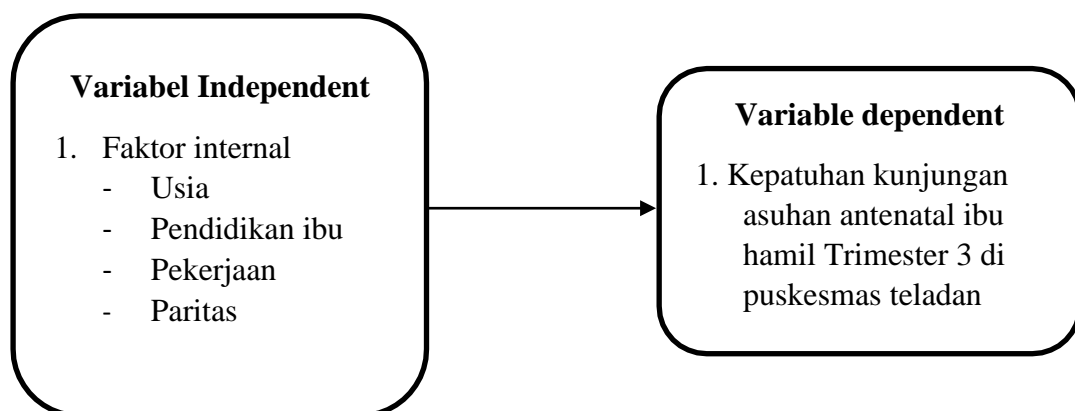 Variabel Independent
1. Faktor internal
- Usia
- Pendidikan ibu
- Pekerjaan
- Paritas
Variable dependent
1. Kepatuhan kunjungan
asuhan antenatal ibu
hamil Trimester 3 di
puskesmas teladan